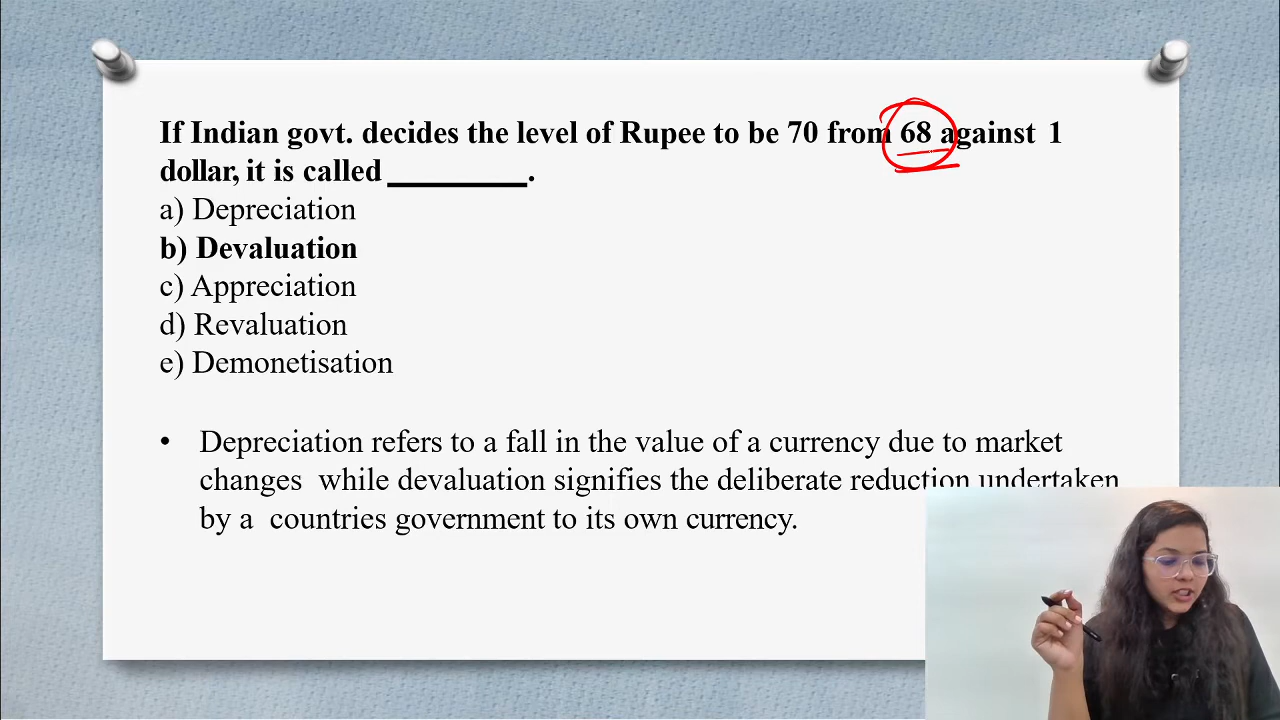 If Indian govt. decides the level of Rupee to be 70 from 68 against 1
dollar, it is called _________.
a) Depreciation
b) Devaluation
c) Appreciation
d) Revaluation
e) Demonetisation
• Depreciation refers to a fall in the value of a currency due to market
changes while devaluation signifies the deliberate reduction undertaken
by a countries government to its own currency.